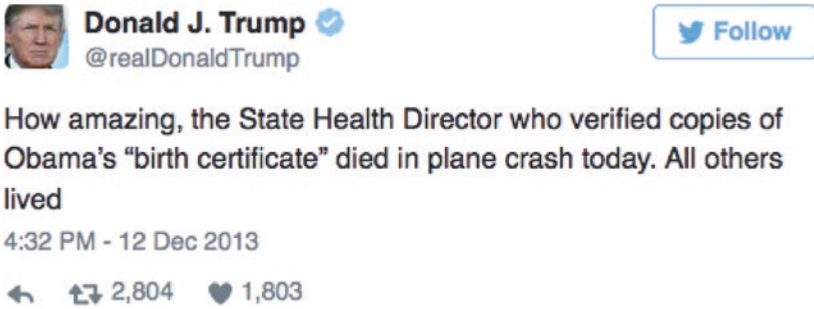 Donald J. Trump
Follow
@realDonaldTrump
How amazing, the State Health Director who verified copies of
Obama's “birth certificate” died in plane crash today. All others
lived
4:32 PM - 12 Dec 2013
2,804 1,803